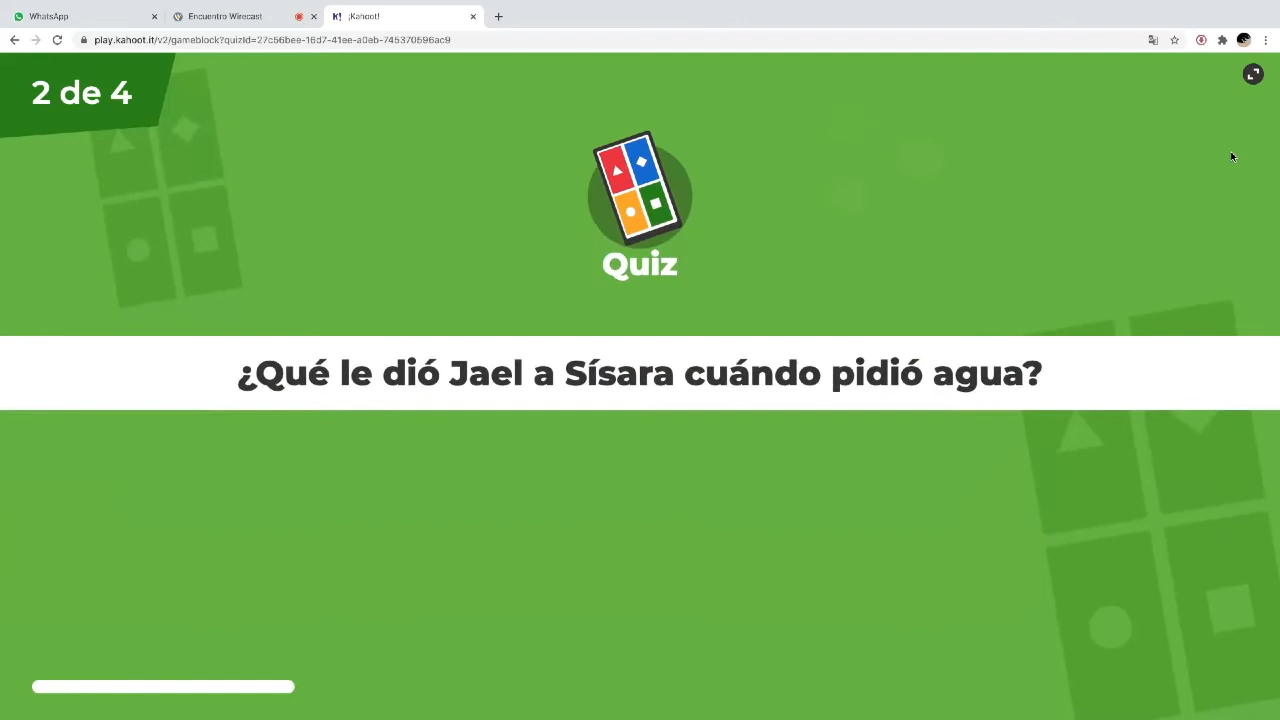 WhatsApp
Encuentro Wirecast
K! ¡Kahoot!
play.kahoot.it/v2/gameblock?quizId=27c56bee-16d7-41ee-a0eb-745370596ac9
2 de 4
Quiz
¿Qué le dió Jael a Sísara cuándo pidió agua?